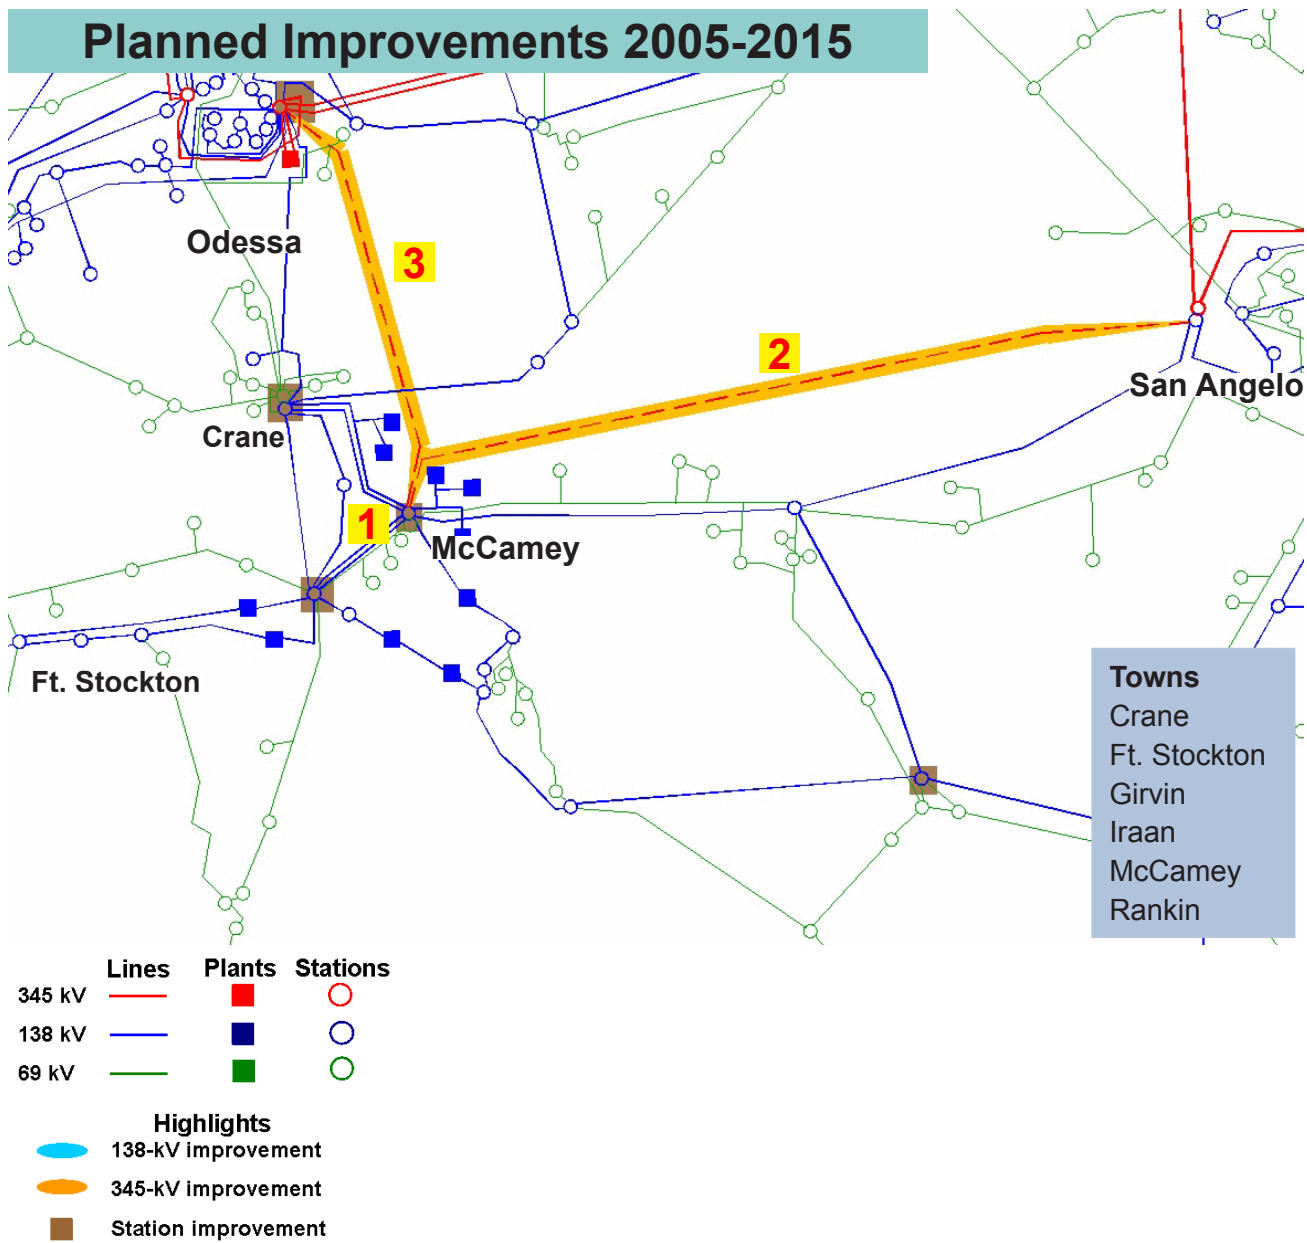 Planned Improvements 2005-2015
Odessa
3
2
San Angelo
Crane
1
McCamey
Ft. Stockton
Towns
Crane
Ft. Stockton
Girvin
Iraan
McCamey
Rankin
Lines Plants Stations
345 kV
138 kV
69 kV
Highlights
138-kV improvement
345-kV improvement
Station improvement